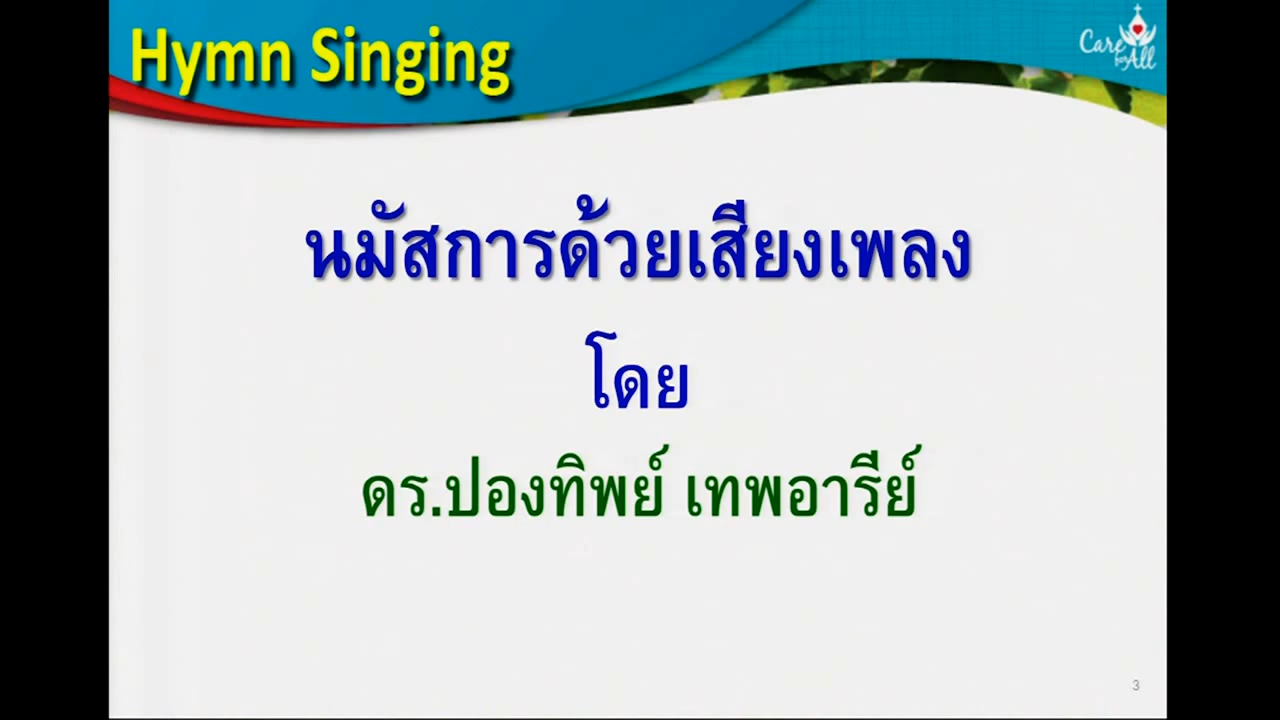 Hymn Singing
Care
for All
นมัสการด้วยเสียงเพลง
โดย
ดร.ปองทิพย์ เทพอารีย์
3